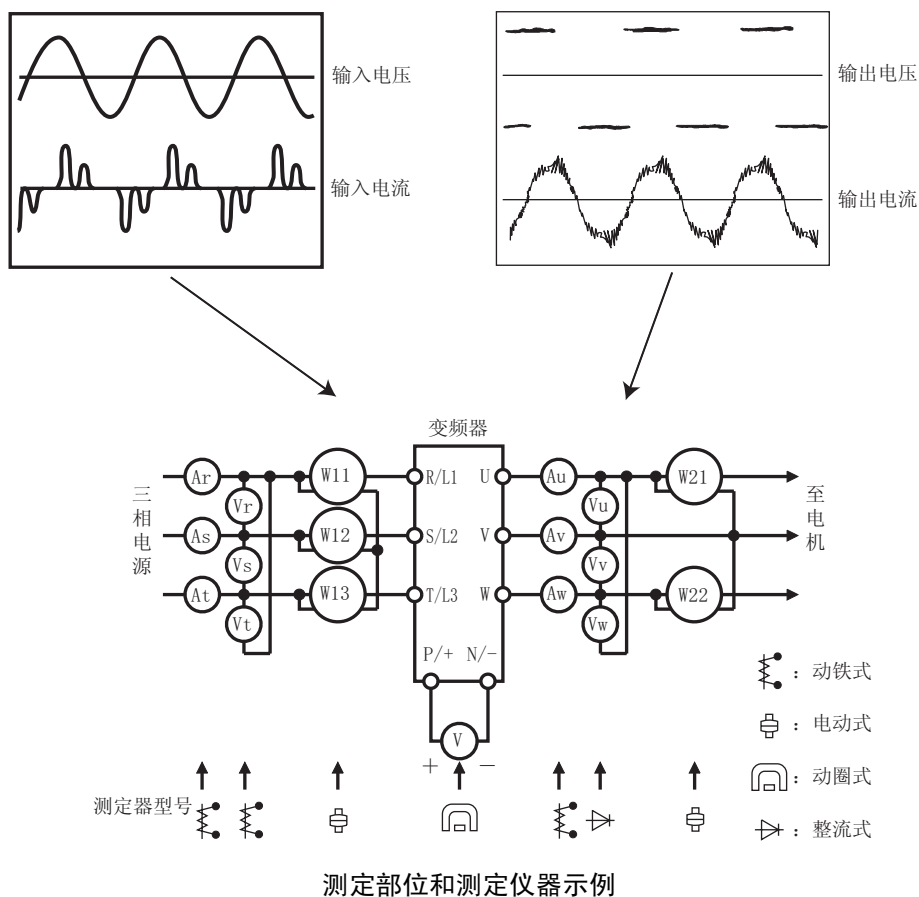 输入电压
输出电压
输入电流
输出电流
变频器
三相电源
Ar
Vr
As
Vs
At
Vt
W11
W12
W13
R/L1
S/L2
T/L3
U
V
W
P/+ N/-
V
+ −
Au
Vu
Av
Vv
Aw
Vw
W21
W22
至电机
：动铁式
：电动式
：动圈式
：整流式
测定器型号
测定部位和测定仪器示例